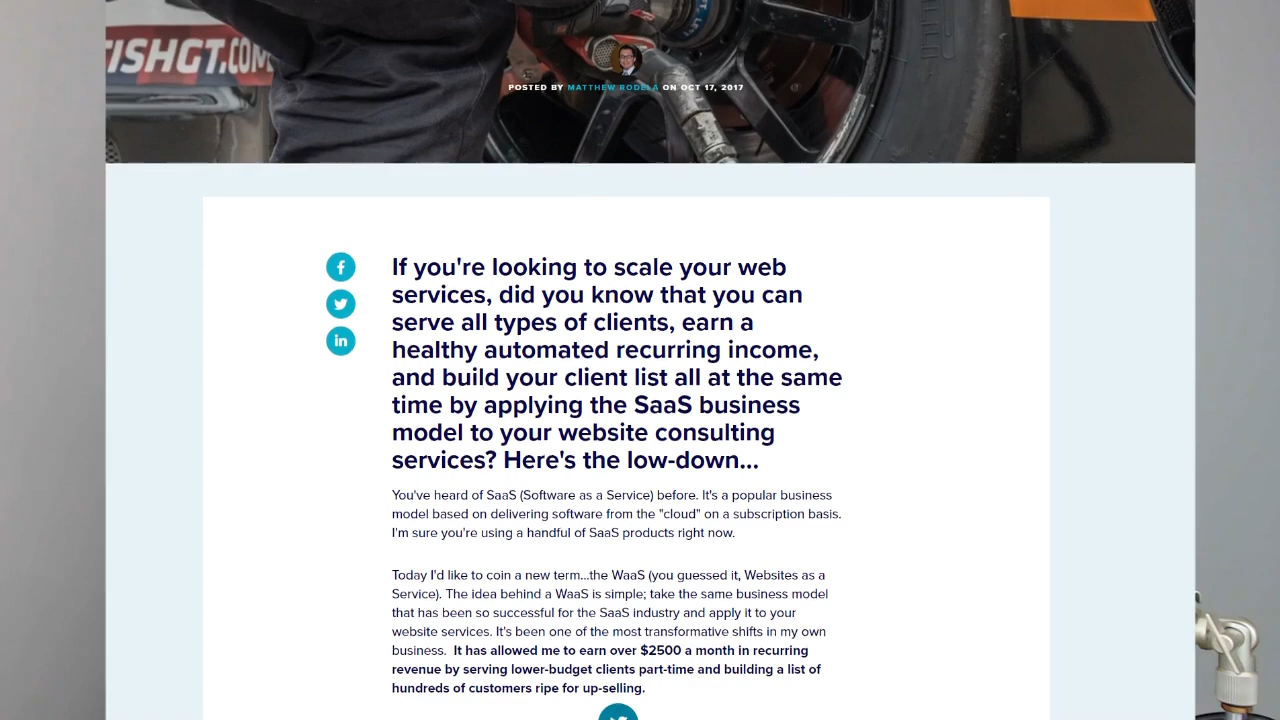 ISHGT.COM
POSTED BY MATTHEW RODELA ON OCT 17, 2017
If you're looking to scale your web
services, did you know that you can
serve all types of clients, earn a
healthy automated recurring income,
and build your client list all at the same
time by applying the SaaS business
model to your website consulting
services? Here's the low-down...
You've heard of SaaS (Software as a Service) before. It's a popular business
model based on delivering software from the "cloud" on a subscription basis.
I'm sure you're using a handful of SaaS products right now.
Today I'd like to coin a new term...the WaaS (you guessed it, Websites as a
Service). The idea behind a WaaS is simple; take the same business model
that has been so successful for the SaaS industry and apply it to your
website services. It's been one of the most transformative shifts in my own
business. It has allowed me to earn over $2500 a month in recurring
revenue by serving lower-budget clients part-time and building a list of
hundreds of customers ripe for up-selling.